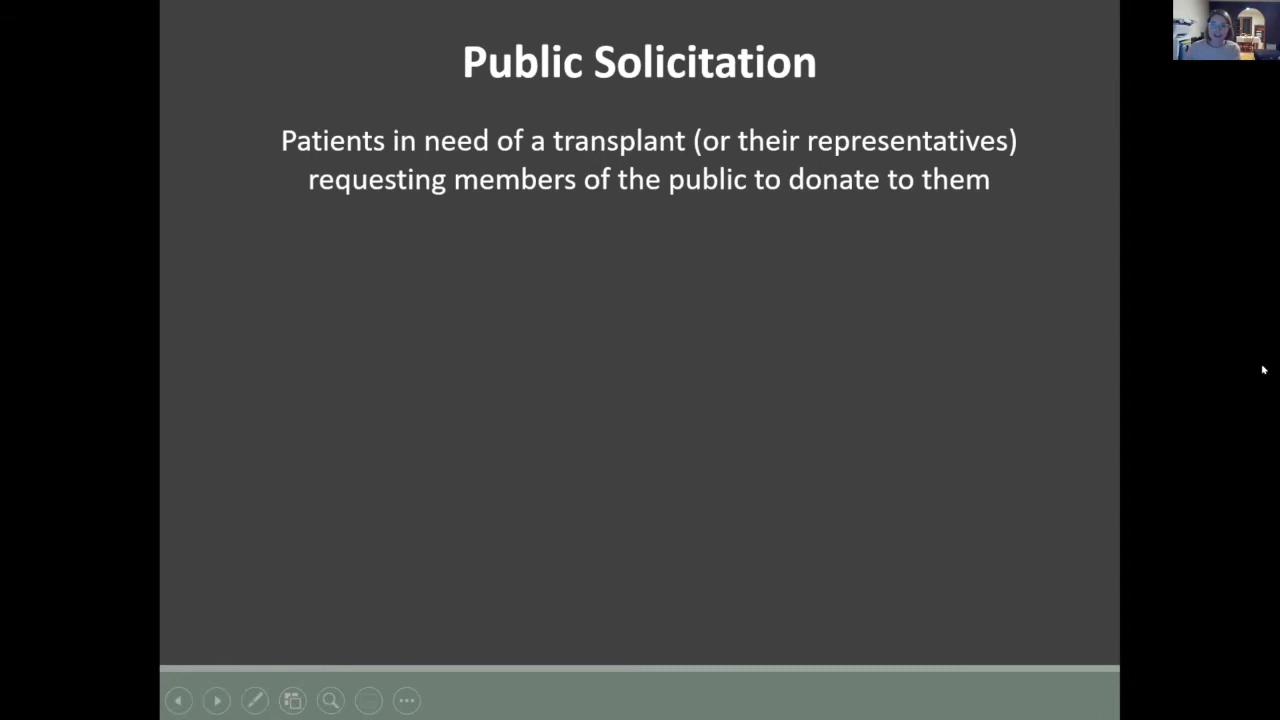 Public Solicitation
Patients in need of a transplant (or their representatives)
requesting members of the public to donate to them